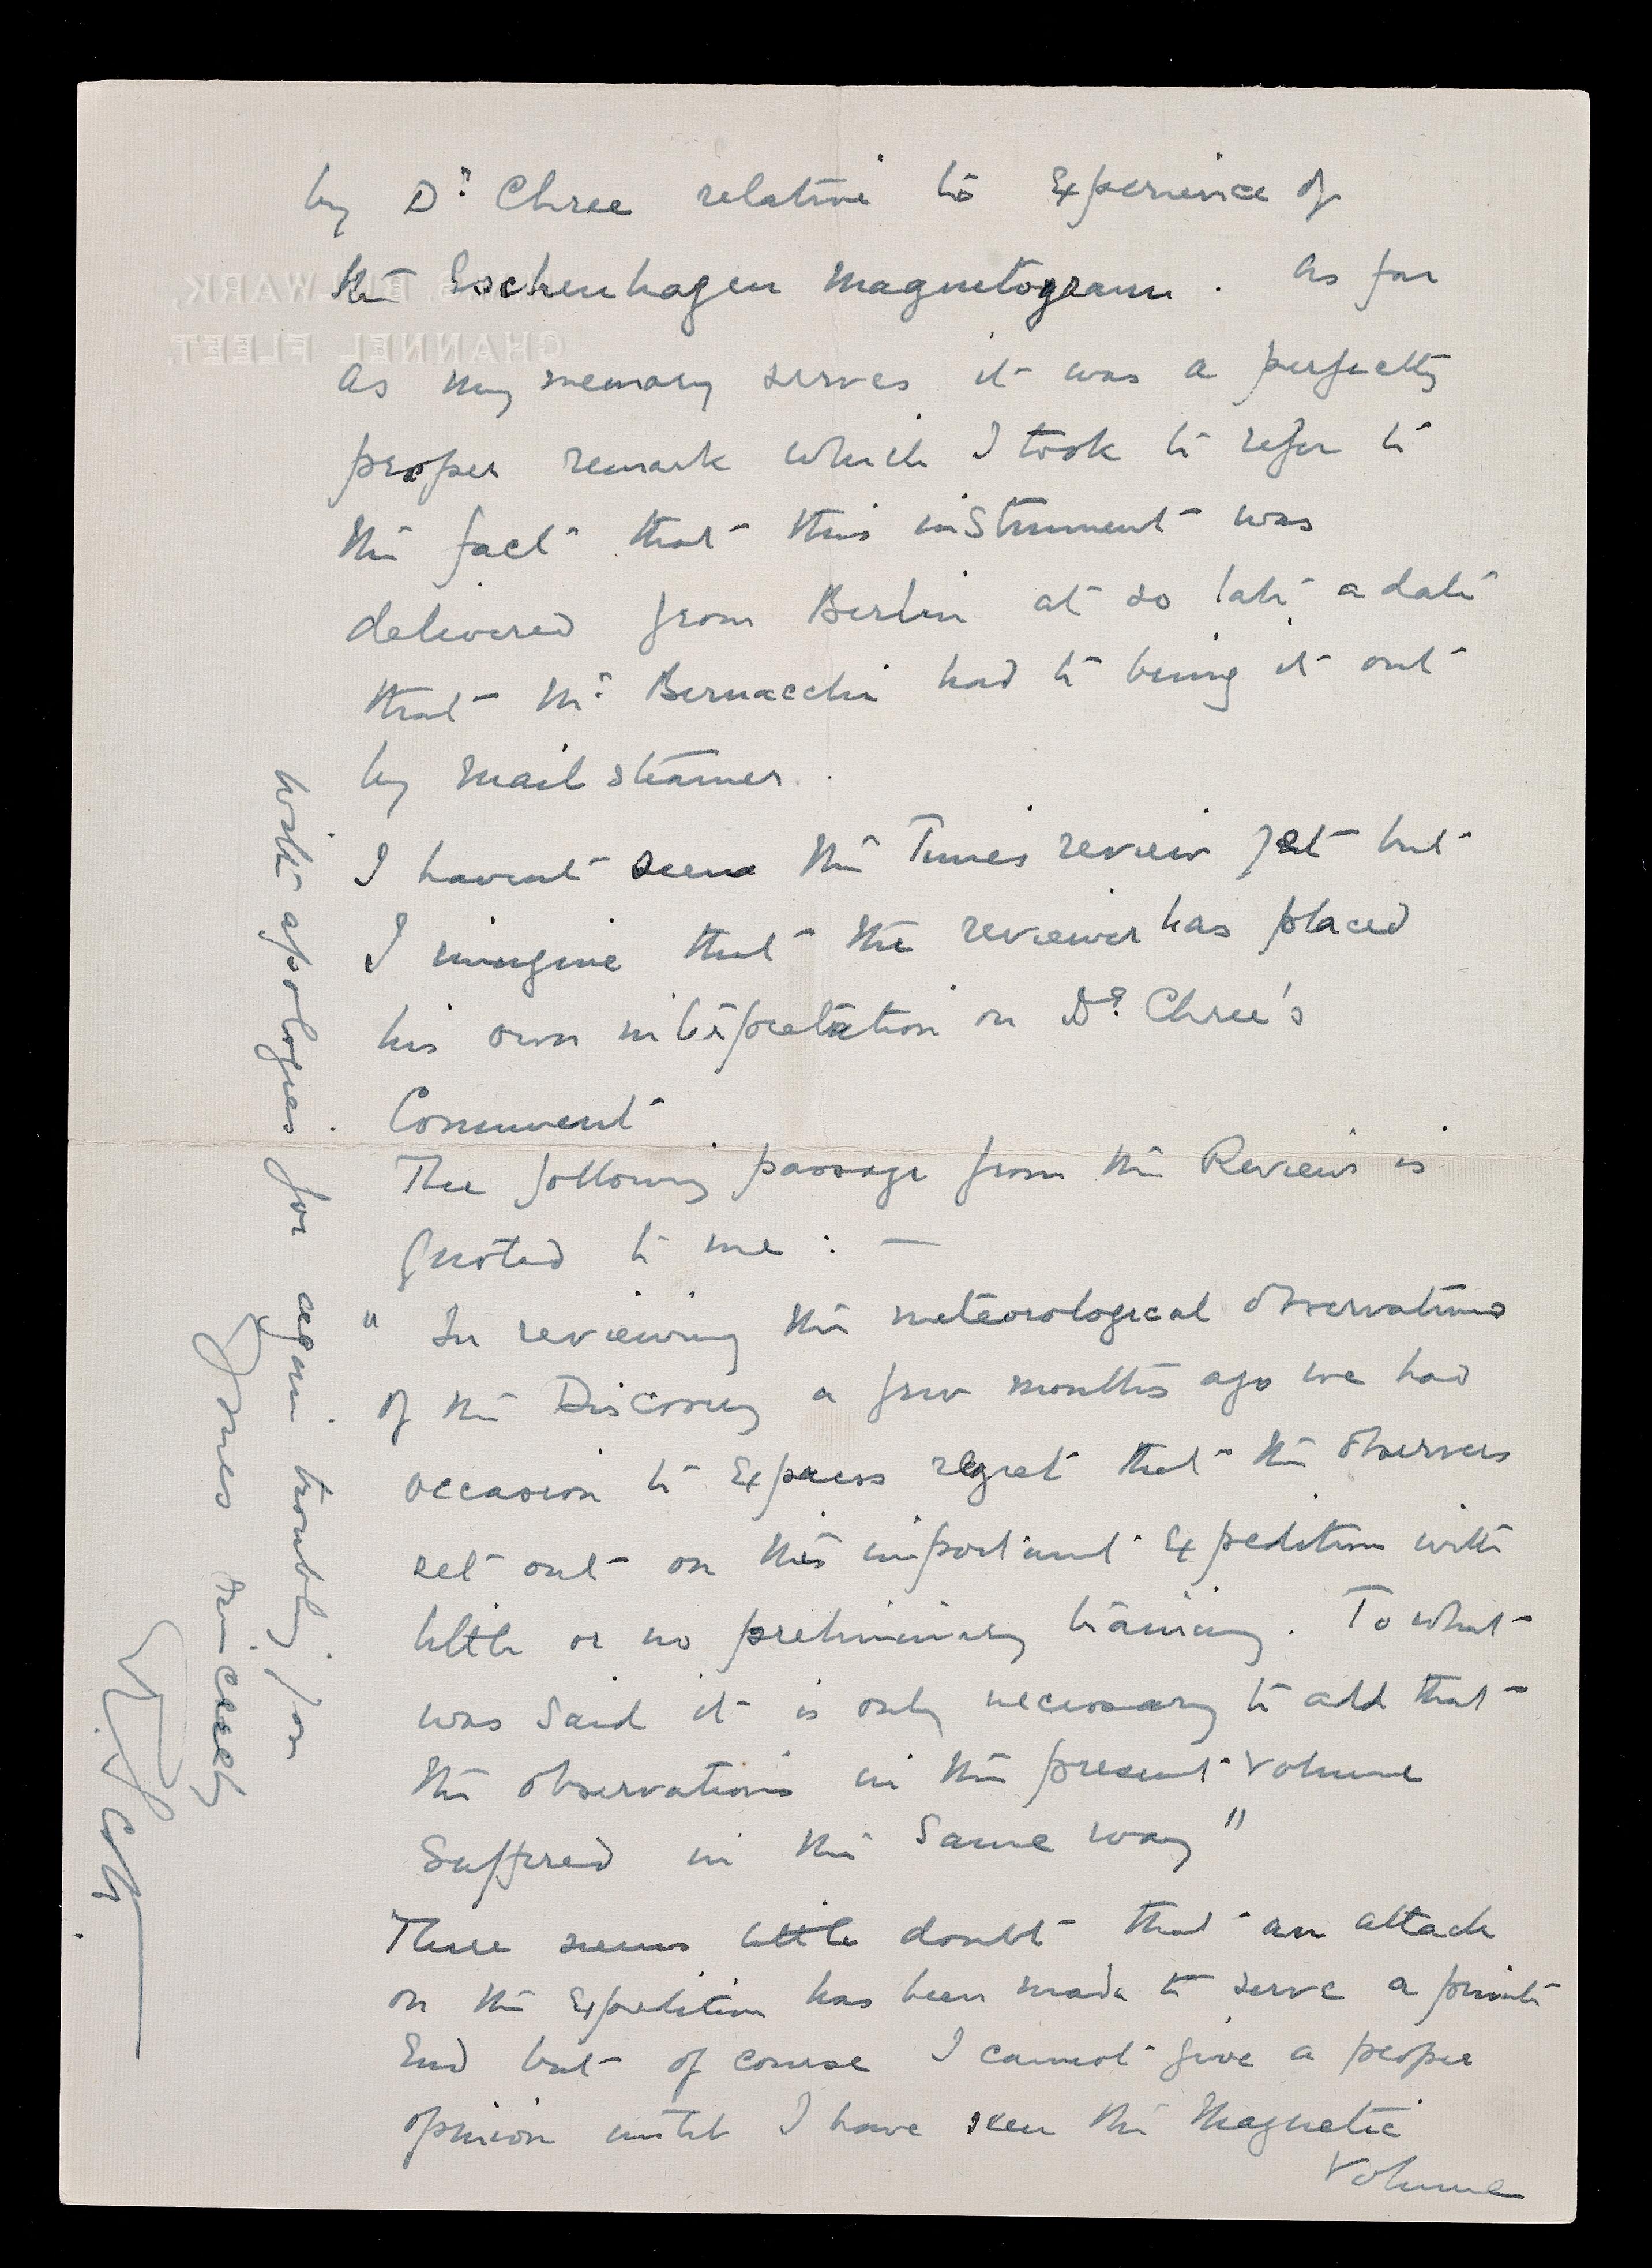 by Dr. Chree relative to experience of
the Eschenhagen Magnetogram. As far
as my memory serves it was a perfectly
proper remark which I took to refer to
the fact that this instrument was
delivered from Berlin at so late a date
that Mr. Bernacchi had to bring it out
by mail steamer.
I havent seen the Times review yet but
I imagine that the reviewer has placed
his own interpretation on Dr. Chree's
Comment
The following passage from the Review is
quoted to me : —
" In reviewing the meteorological observations
of the Discovery a few months ago we had
occasion to express regret that the observers
set out on this important expedition with
little or no preliminary training. To what
was said it is only necessary to add that
the observations in the present volume
suffered in the same way "
There seems little doubt that an attack
on the Expedition has been made to serve a private
End but of course I cannot give a proper
opinion until I have seen the Magnetic
Volume
With apologies for again troubling you
Yours sincerely
R Scott
BULWARK,
CHANNEL FLEET